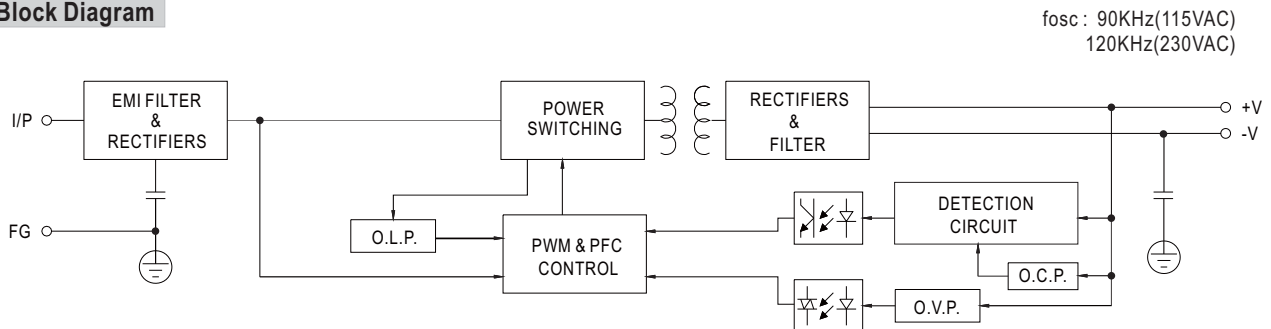 Block Diagram
fosc : 90KHz(115VAC)
120KHz(230VAC)
I/P
EMI FILTER
&
RECTIFIERS
POWER
SWITCHING
RECTIFIERS
&
FILTER
+V
-V
FG
O.L.P.
PWM & PFC
CONTROL
DETECTION
CIRCUIT
O.C.P.
O.V.P.